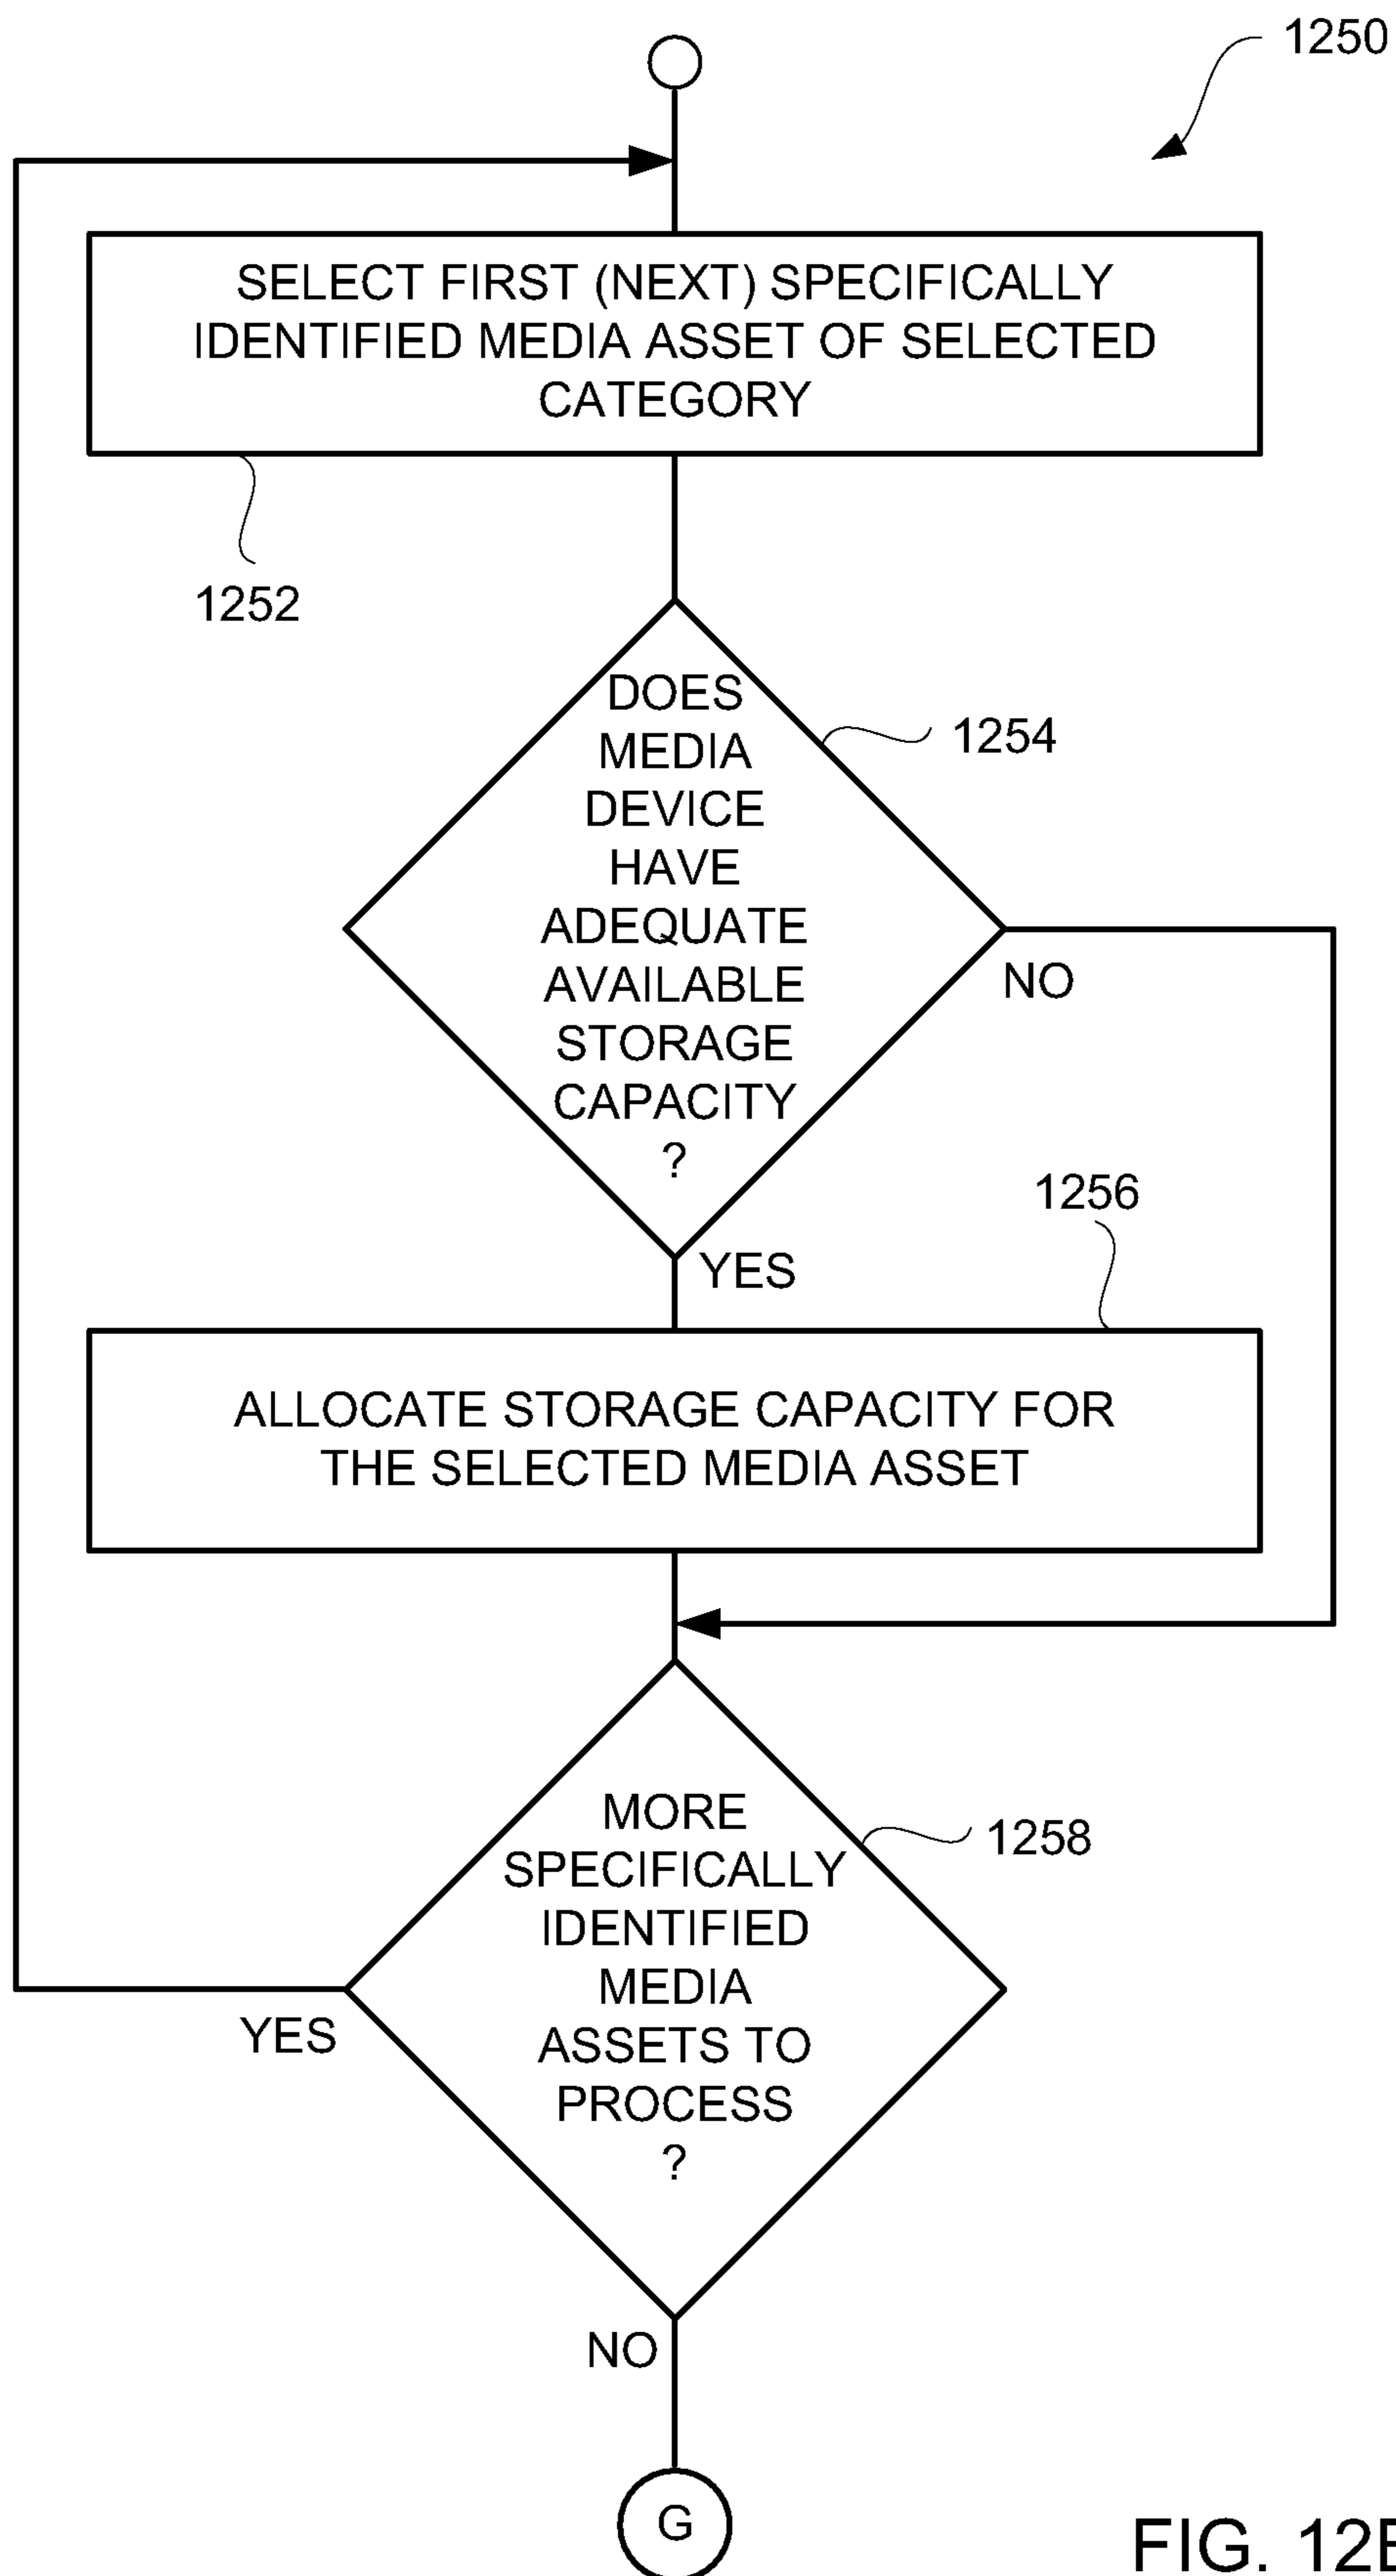 1250
SELECT FIRST (NEXT) SPECIFICALLY
IDENTIFIED MEDIA ASSET OF SELECTED
CATEGORY
1252
DOES
MEDIA
DEVICE
HAVE
ADEQUATE
AVAILABLE
STORAGE
CAPACITY
?
1254
NO
YES
1256
ALLOCATE STORAGE CAPACITY FOR
THE SELECTED MEDIA ASSET
MORE
SPECIFICALLY
IDENTIFIED
MEDIA
ASSETS TO
PROCESS
?
1258
YES
NO
G
FIG.